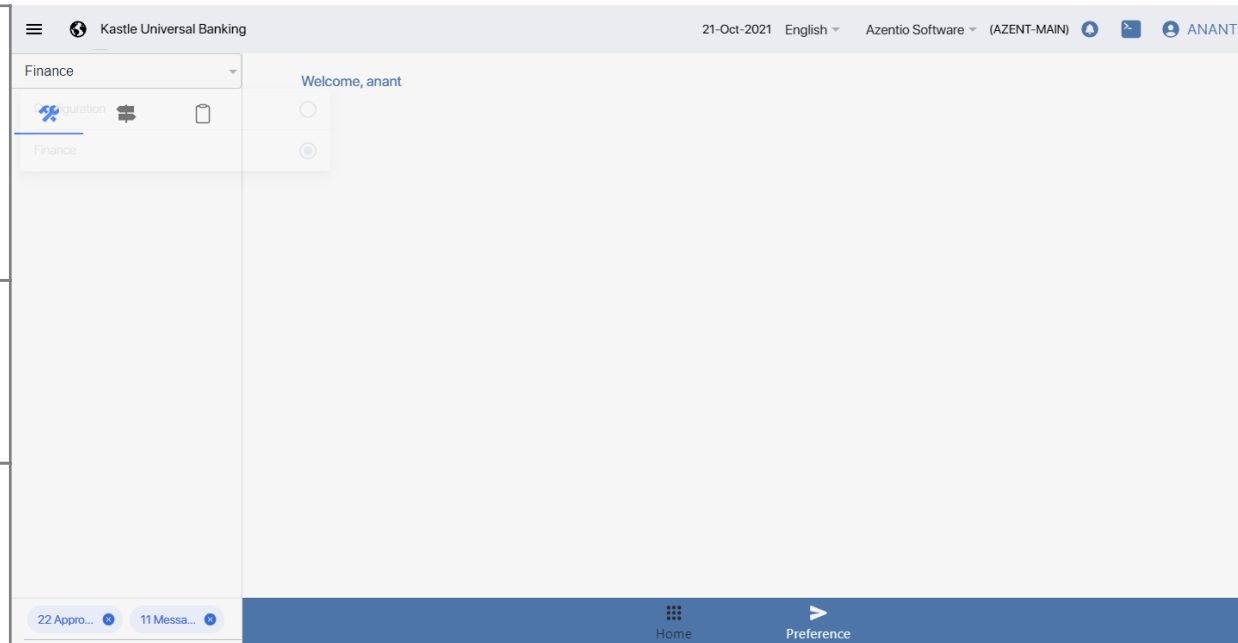 Kastle Universal Banking
21-Oct-2021 English Azentio Software (AZENT-MAIN) ANANT
Finance
Welcome, anant
Configuration
Finance
22 Appro... 11 Messa...
Home Preference